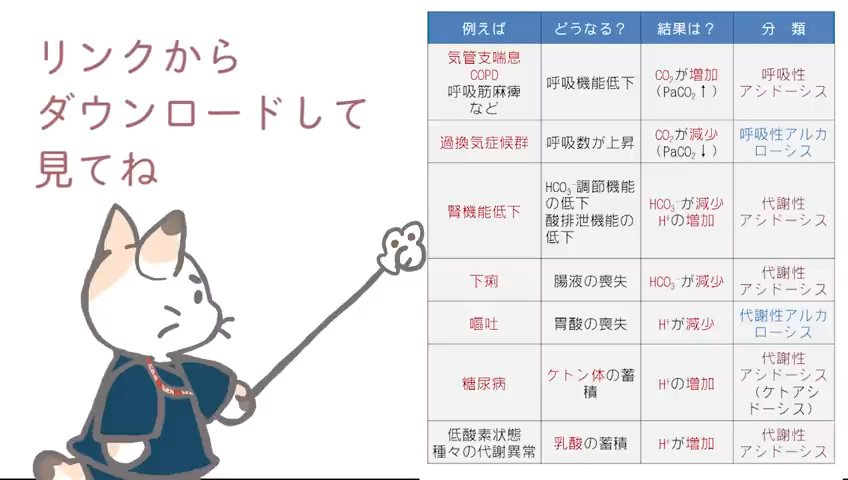 リンクから
ダウンロードして
見てね
例えば
どうなる？
結果は？
分　類
気管支喘息
COPD
呼吸筋麻痺
など
呼吸機能低下
CO₂が増加
（PaCO₂↑）
呼吸性
アシドーシス
過換気症候群
呼吸数が上昇
CO₂が減少
（PaCO₂↓）
呼吸性アルカ
ローシス
腎機能低下
HCO₃⁻調節機能
の低下
酸排泄機能の
低下
HCO₃⁻が減少
H⁺の増加
代謝性
アシドーシス
下痢
腸液の喪失
HCO₃⁻が減少
代謝性
アシドーシス
嘔吐
胃酸の喪失
H⁺が減少
代謝性アルカ
ローシス
糖尿病
ケトン体の蓄
積
H⁺の増加
代謝性
アシドーシス
（ケトアシ
ドーシス）
低酸素状態
種々の代謝異常
乳酸の蓄積
H⁺が増加
代謝性
アシドーシス